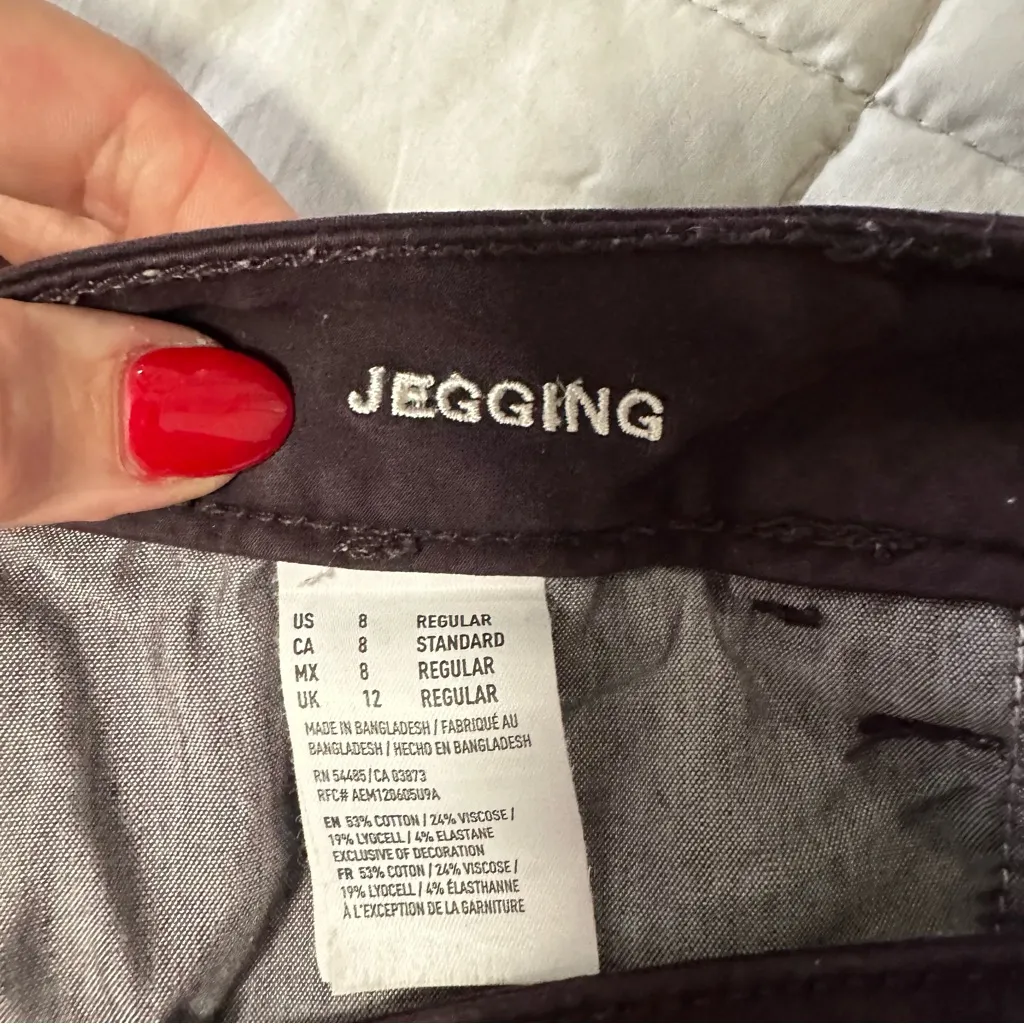 JEGGING
US 8 REGULAR
CA 8 STANDARD
MX 8 REGULAR
UK 12 REGULAR
MADE IN BANGLADESH / FABRIQUÉ AU
BANGLADESH / HECHO EN BANGLADESH
RN 54485/CA 03873
RFC# AEM120605U9A
EN 53% COTTON / 24% VISCOSE /
19% LYOCELL / 4% ELASTANE
EXCLUSIVE OF DECORATION
FR 53% COTON / 24% VISCOSE /
19% LYOCELL / 4% ÉLASTHANNE
À L'EXCEPTION DE LA GARNITURE